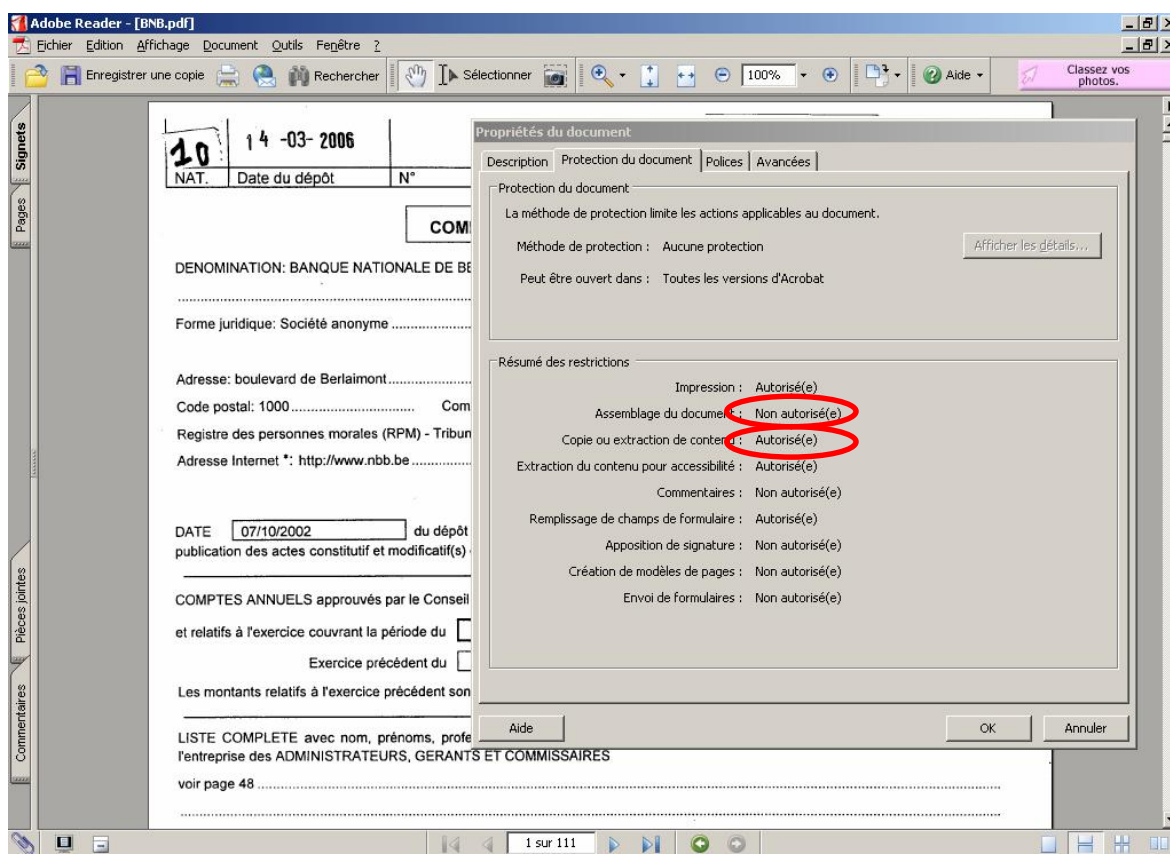 Adobe Reader - [BNB.pdf]
Fichier Edition Affichage Document Outils Fenêtre ?
Enregistrer une copie Rechercher Sélectionner 100% Aide Classez vos photos.
Signets
Pages
Pièces jointes
Commentaires
10 14 -03- 2006
NAT. Date du dépôt N°
COM
DENOMINATION: BANQUE NATIONALE DE BE
Forme juridique: Société anonyme
Adresse: boulevard de Berlaimont
Code postal: 1000 Com
Registre des personnes morales (RPM) - Tribun
Adresse Internet *: http://www.nbb.be
DATE 07/10/2002 du dépôt
publication des actes constitutif et modificatif(s)
COMPTES ANNUELS approuvés par le Conseil
et relatifs à l'exercice couvrant la période du
Exercice précédent du
Les montants relatifs à l'exercice précédent son
LISTE COMPLETE avec nom, prénoms, profe
l'entreprise des ADMINISTRATEURS, GERANTS ET COMMISSAIRES
voir page 48
Propriétés du document
Description Protection du document Polices Avancées
Protection du document
La méthode de protection limite les actions applicables au document.
Méthode de protection : Aucune protection
Afficher les détails...
Peut être ouvert dans : Toutes les versions d'Acrobat
Résumé des restrictions
Impression : Autorisé(e)
Assemblage du document : Non autorisé(e)
Copie ou extraction de contenu : Autorisé(e)
Extraction du contenu pour accessibilité : Autorisé(e)
Commentaires : Non autorisé(e)
Remplissage de champs de formulaire : Autorisé(e)
Apposition de signature : Non autorisé(e)
Création de modèles de pages : Non autorisé(e)
Envoi de formulaires : Non autorisé(e)
Aide OK Annuler
1 sur 111